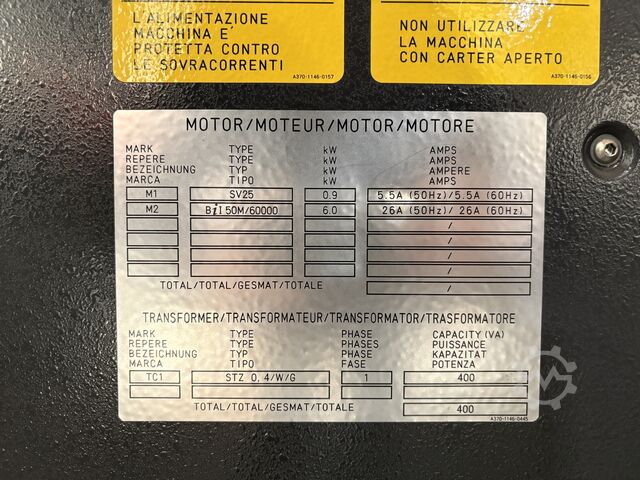 L'ALIMENTAZIONE
MACCHINA E'
PROTETTA CONTRO
LE SOVRACORRENTI
A370-1146-0157
NON UTILIZZARE
LA MACCHINA
CON CARTER APERTO
A370-1146-0156
MOTOR/MOTEUR/MOTOR/MOTORE
MARK TYPE kW AMPS
REPERE TYPE kW AMPS
BEZEICHNUNG TYP kW AMPERE
MARCA TIPO kW AMPS
M1 SV25 0.9 5.5A (50Hz)/5.5A (60Hz)
M2 BiI50M/60000 6.0 26A (50Hz)/ 26A (60Hz)
/
/
/
/
TOTAL/TOTAL/GESMAT/TOTALE /
TRANSFORMER/TRANSFORMATEUR/TRANSFORMATOR/TRASFORMATORE
MARK TYPE PHASE CAPACITY (VA)
REPERE TYPE PHASES PUISSANCE
BEZEICHNUNG TYP PHASE KAPAZITAT
MARCA TIPO FASE POTENZA
TC1 STZ 0,4/W/G 1 400
TOTAL/TOTAL/GESMAT/TOTALE 400
A370-1146-0445